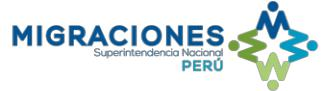 MIGRACIONES
Superintendencia Nacional
PERÚ